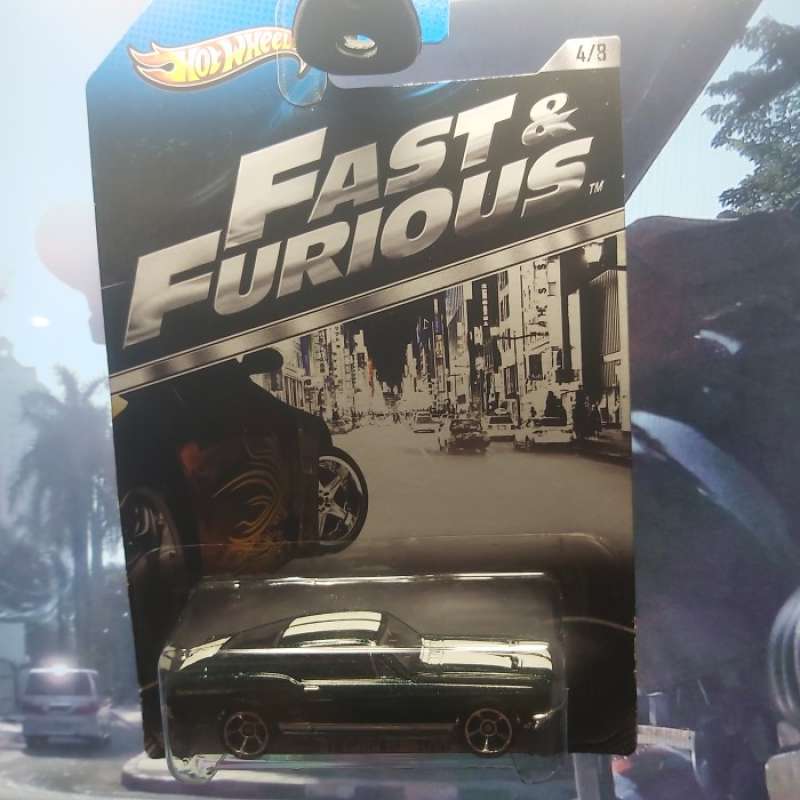 HOT WHEELS
4/8
FAST &
FURIOUS
TM